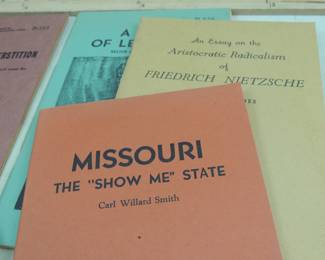 RSTITION
A
OF LE
An Essay on the
Aristocratic Radicalism
of
FRIEDRICH NIETZSCHE
MISSOURI
THE "SHOW ME" STATE
Carl Willard Smith